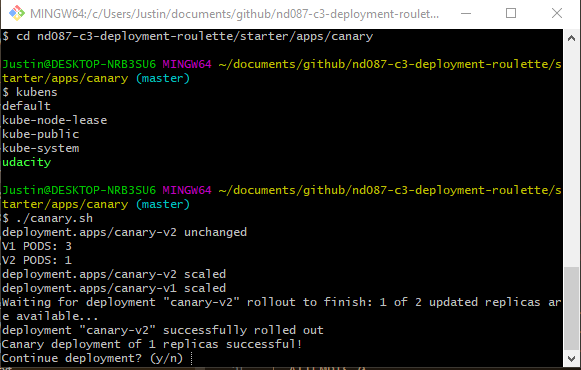 MINGW64:/c/Users/Justin/documents/github/nd087-c3-deployment-roulet...
$ cd nd087-c3-deployment-roulette/starter/apps/canary
Justin@DESKTOP-NRB3SU6 MINGW64 ~/documents/github/nd087-c3-deployment-roulette/s
tarter/apps/canary (master)
$ kubens
default
kube-node-lease
kube-public
kube-system
udacity
Justin@DESKTOP-NRB3SU6 MINGW64 ~/documents/github/nd087-c3-deployment-roulette/s
tarter/apps/canary (master)
$ ./canary.sh
deployment.apps/canary-v2 unchanged
V1 PODS: 3
V2 PODS: 1
deployment.apps/canary-v2 scaled
deployment.apps/canary-v1 scaled
Waiting for deployment "canary-v2" rollout to finish: 1 of 2 updated replicas ar
e available...
deployment "canary-v2" successfully rolled out
Canary deployment of 1 replicas successful!
Continue deployment? (y/n)